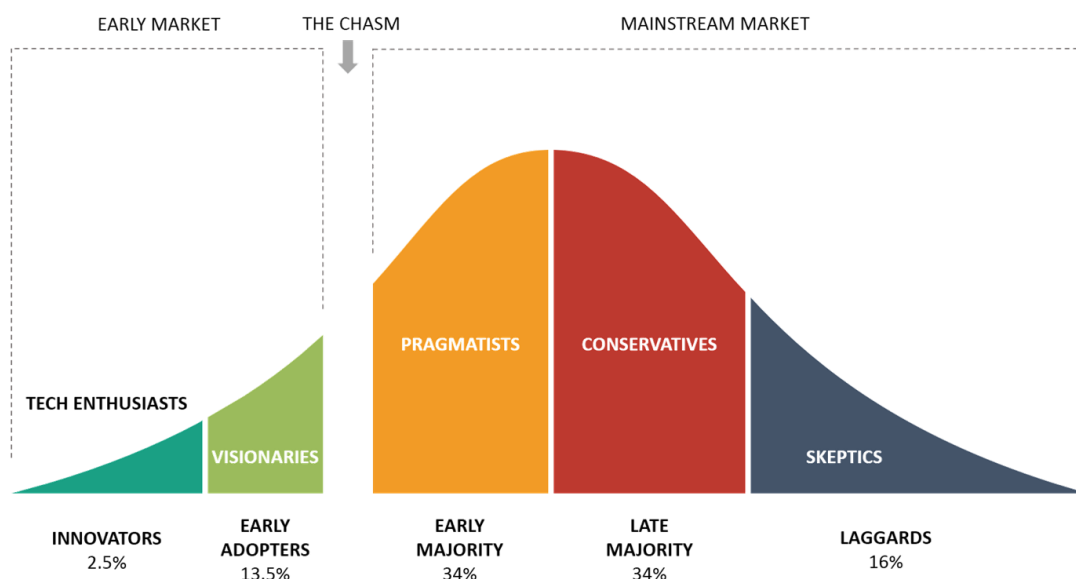 EARLY MARKET
THE CHASM
MAINSTREAM MARKET
TECH ENTHUSIASTS
VISIONARIES
PRAGMATISTS
CONSERVATIVES
SKEPTICS
INNOVATORS
2.5%
EARLY
ADOPTERS
13.5%
EARLY
MAJORITY
34%
LATE
MAJORITY
34%
LAGGARDS
16%